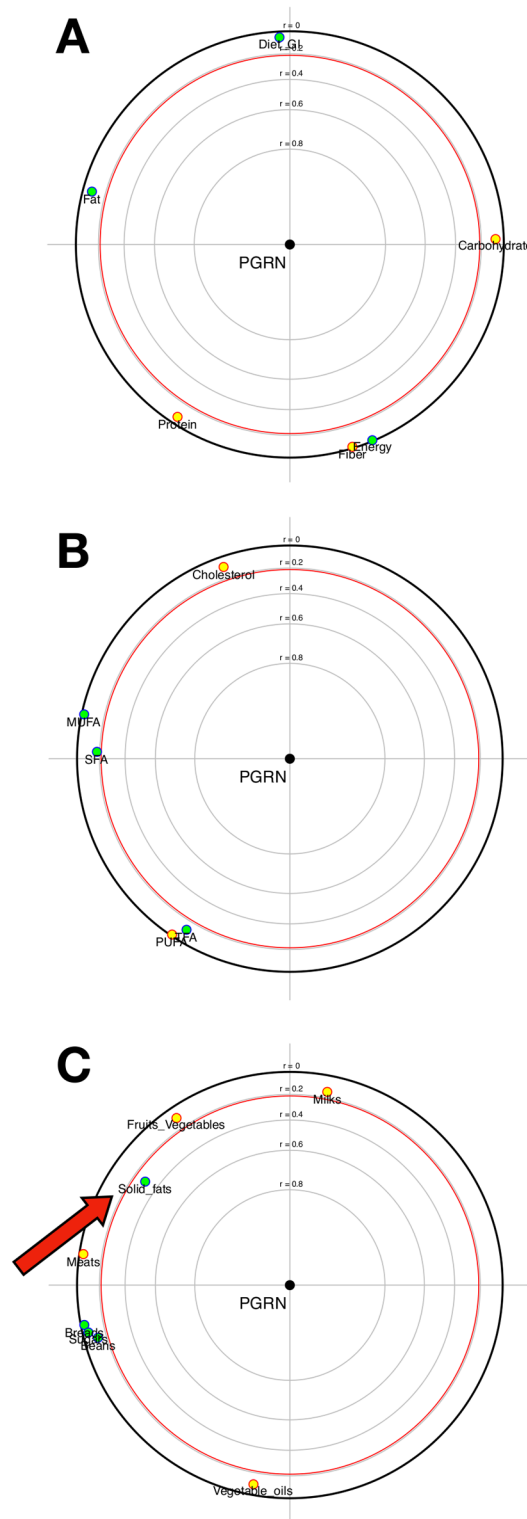 A
r = 0
Diet_GI
r = 0.2
r = 0.4
r = 0.6
r = 0.8
Fat
Carbohydrate
PGRN
Protein
Energy
Fiber
B
r = 0
r = 0.2
Cholesterol
r = 0.4
r = 0.6
r = 0.8
MUFA
SFA
PGRN
TFA
PUFA
C
r = 0
r = 0.2
Milks
r = 0.4
Fruits_Vegetables
r = 0.6
Solid_fats
r = 0.8
Meats
PGRN
Breads
Sugars
Beans
Vegetable_oils